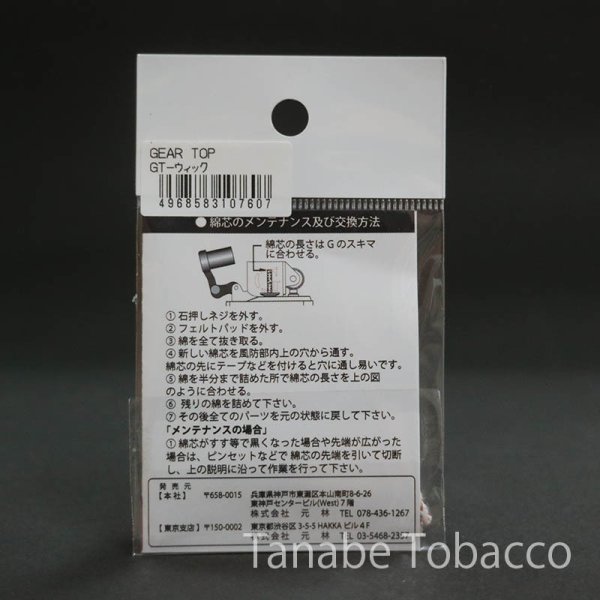 GEAR TOP
GTーウィック
4968583107607
●綿芯のメンテナンス及び交換方法
綿芯の長さはGのスキマ
に合わせる。
①石押しネジを外す。
②フェルトパッドを外す。
③綿を全て抜き取る。
④新しい綿芯を風防部内上の穴から通す。
綿芯の先にテープなどを付けると穴に通し易いです。
⑤綿を半分まで詰めた所で綿芯の長さを上の図
のように合わせる。
⑥ 残りの綿を詰めて下さい。
⑦その後全てのパーツを元の状態に戻して下さい。
「メンテナンスの場合」
①綿芯がすす等で黒くなった場合や先端が広がった
場合は、ピンセットなどで 綿芯の先端を引いて切断
し、上の説明に沿って作業を行って下さい。
発 売 元
【本社】 〒658-0015 兵庫県神戸市東灘区本山南町8-6-26
東神戸センタービル(West) 7 階
株式会社 元 林 TEL 078-436-1267
【東京支店】 〒150-0002 東京都渋谷区 3-5-5 HAKKA ビル 4 F
株式会社 元 林 TEL 03-5468-2357
Tanabe Tobacco